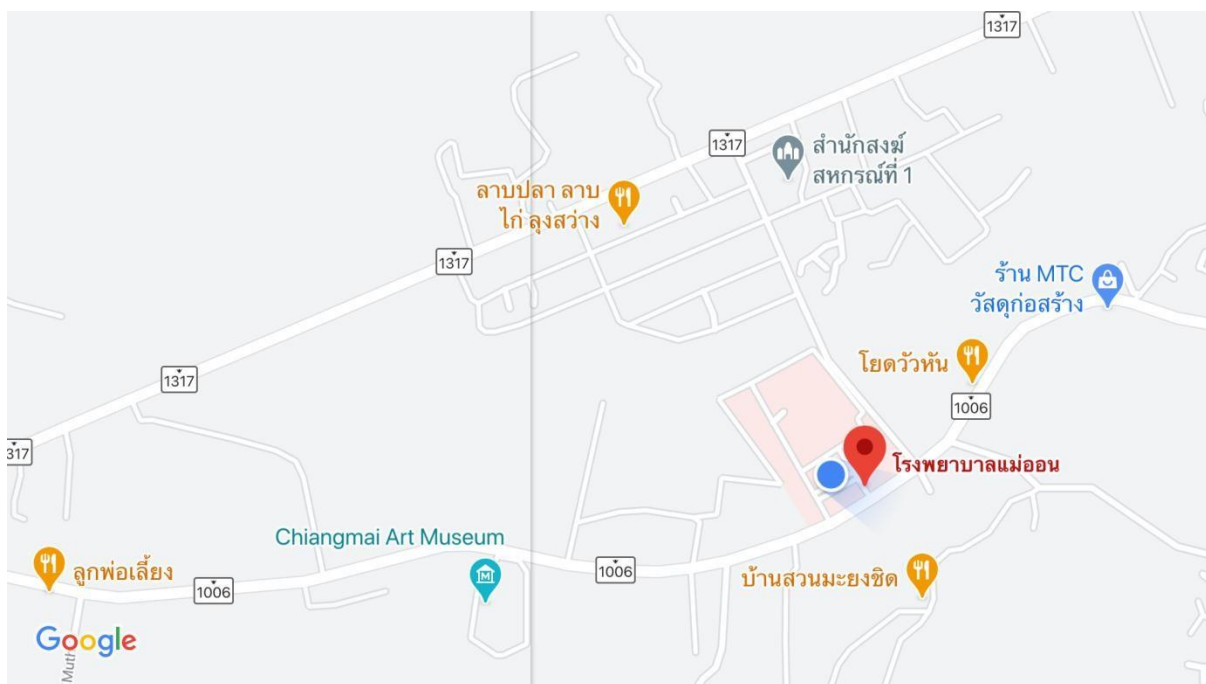 1317
1317
สำนักสงฆ์
สหกรณ์ที่ 1
ลาบปลา ลาบ
ไก่ ลุงสว่าง
1317
ร้าน MTC
วัสดุก่อสร้าง
โยดวัวหัน
1317
1006
317
โรงพยาบาลแม่ออน
Chiangmai Art Museum
ลูกพ่อเลี้ยง
1006
1006
บ้านสวนมะยงชิด
Google
Muth